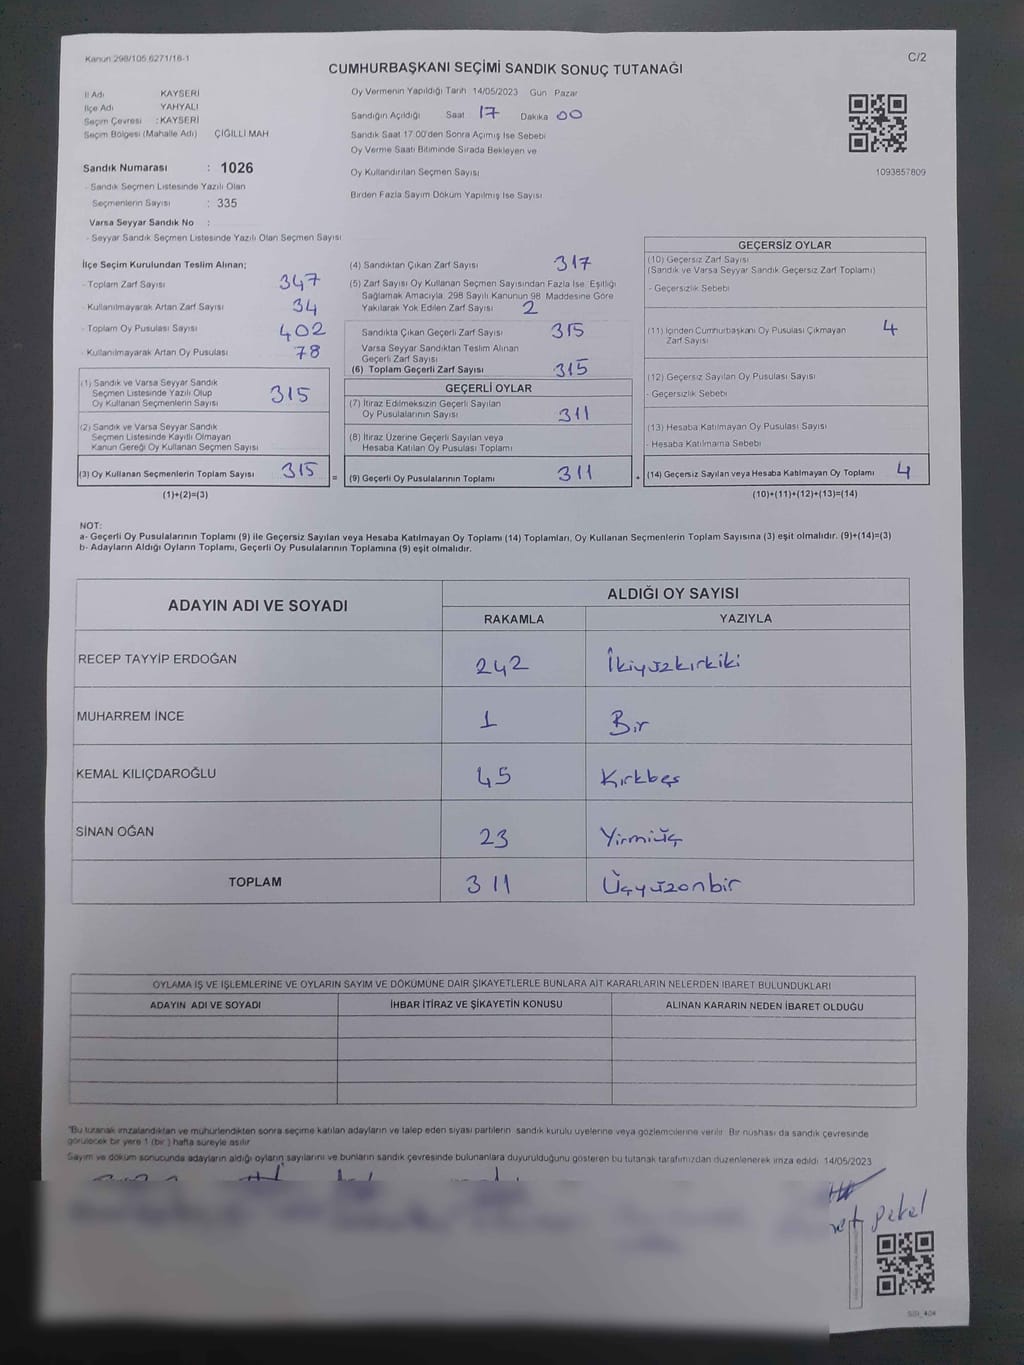 Kanun:298/105 6271/16-1
C/2
CUMHURBAŞKANI SEÇİMİ SANDIK SONUÇ TUTANAĞI
İl Adı KAYSERİ
İlçe Adı YAHYALI
Seçim Çevresi : KAYSERİ
Seçim Bölgesi (Mahalle Adı) ÇİĞİLLİ MAH
Sandık Numarası : 1026
- Sandık Seçmen Listesinde Yazılı Olan
Seçmenlerin Sayısı : 335
Varsa Seyyar Sandık No :
- Seyyar Sandık Seçmen Listesinde Yazılı Olan Seçmen Sayısı
Oy Vermenin Yapıldığı Tarih 14/05/2023 Gün Pazar
Sandığın Açıldığı Saat 17 Dakika 00
Sandık Saat 17:00'den Sonra Açımış İse Sebebi
Oy Verme Saati Bitiminde Sırada Bekleyen ve
Oy Kullandırılan Seçmen Sayısı
Birden Fazla Sayım Döküm Yapılmış İse Sayısı
1093857809
İlçe Seçim Kurulundan Teslim Alınan;
- Toplam Zarf Sayısı 347
- Kullanılmayarak Artan Zarf Sayısı 34
- Toplam Oy Pusulası Sayısı 402
- Kullanılmayarak Artan Oy Pusulası 78
(1) Sandık ve Varsa Seyyar Sandık
Seçmen Listesinde Yazılı Olup
Oy Kullanan Seçmenlerin Sayısı 315
(2) Sandık ve Varsa Seyyar Sandık
Seçmen Listesinde Kayıtlı Olmayan
Kanun Gereği Oy Kullanan Seçmen Sayısı
(3) Oy Kullanan Seçmenlerin Toplam Sayısı 315 =
(1)+(2)=(3)
(4) Sandıktan Çıkan Zarf Sayısı 317
(5) Zarf Sayısı Oy Kullanan Seçmen Sayısından Fazla İse, Eşitliği
Sağlamak Amacıyla, 298 Sayılı Kanunun 98. Maddesine Göre
Yakılarak Yok Edilen Zarf Sayısı 2
Sandıkta Çıkan Geçerli Zarf Sayısı 315
Varsa Seyyar Sandıktan Teslim Alınan
Geçerli Zarf Sayısı
(6) Toplam Geçerli Zarf Sayısı 315
GEÇERLİ OYLAR
(7) İtiraz Edilmeksizin Geçerli Sayılan
Oy Pusulalarının Sayısı 311
(8) İtiraz Üzerine Geçerli Sayılan veya
Hesaba Katılan Oy Pusulası Toplamı
(9) Geçerli Oy Pusulalarının Toplamı 311
GEÇERSİZ OYLAR
(10) Geçersiz Zarf Sayısı
(Sandık ve Varsa Seyyar Sandık Geçersiz Zarf Toplamı)
- Geçersizlik Sebebi
(11) İçinden Cumhurbaşkanı Oy Pusulası Çıkmayan 4
Zarf Sayısı
(12) Geçersiz Sayılan Oy Pusulası Sayısı
- Geçersizlik Sebebi
(13) Hesaba Katılmayan Oy Pusulası Sayısı
- Hesaba Katılmama Sebebi
(14) Geçersiz Sayılan veya Hesaba Katılmayan Oy Toplamı 4
(10)+(11)+(12)+(13)=(14)
NOT:
a- Geçerli Oy Pusulalarının Toplamı (9) ile Geçersiz Sayılan veya Hesaba Katılmayan Oy Toplamı (14) Toplamları, Oy Kullanan Seçmenlerin Toplam Sayısına (3) eşit olmalıdır. (9)+(14)=(3)
b- Adayların Aldığı Oyların Toplamı, Geçerli Oy Pusulalarının Toplamına (9) eşit olmalıdır.
ADAYIN ADI VE SOYADI ALDIĞI OY SAYISI
RAKAMLA YAZIYLA
RECEP TAYYİP ERDOĞAN 242 İkiyüzkırkiki
MUHARREM İNCE 1 Bir
KEMAL KILIÇDAROĞLU 45 Kırkbeş
SİNAN OĞAN 23 Yirmiüç
TOPLAM 311 Üçyüzonbir
OYLAMA İŞ VE İŞLEMLERİNE VE OYLARIN SAYIM VE DÖKÜMÜNE DAİR ŞİKAYETLERLE BUNLARA AİT KARARLARIN NELERDEN İBARET BULUNDUKLARI
ADAYIN ADI VE SOYADI İHBAR İTİRAZ VE ŞİKAYETİN KONUSU ALINAN KARARIN NEDEN İBARET OLDUĞU
"Bu tutanak imzalandıktan ve mühürlendikten sonra seçime katılan adayların ve talep eden siyasi partilerin sandık kurulu üyelerine veya gözlemcilerine verilir. Bir nüshası da sandık çevresinde
görülecek bir yere 1 (bir) hafta süreyle asılır.
Sayım ve döküm sonucunda adayların aldığı oyların sayılarını ve bunların sandık çevresinde bulunanlara duyurulduğunu gösteren bu tutanak tarafımızdan düzenlenerek imza edildi. 14/05/2023